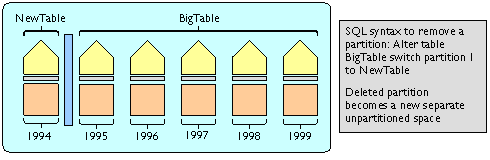 NewTable
BigTable
1994
1995
1996
1997
1998
1999
SQL syntax to remove a
partition: Alter table
BigTable switch partition 1
to NewTable
Deleted partition
becomes a new separate
unpartitioned space